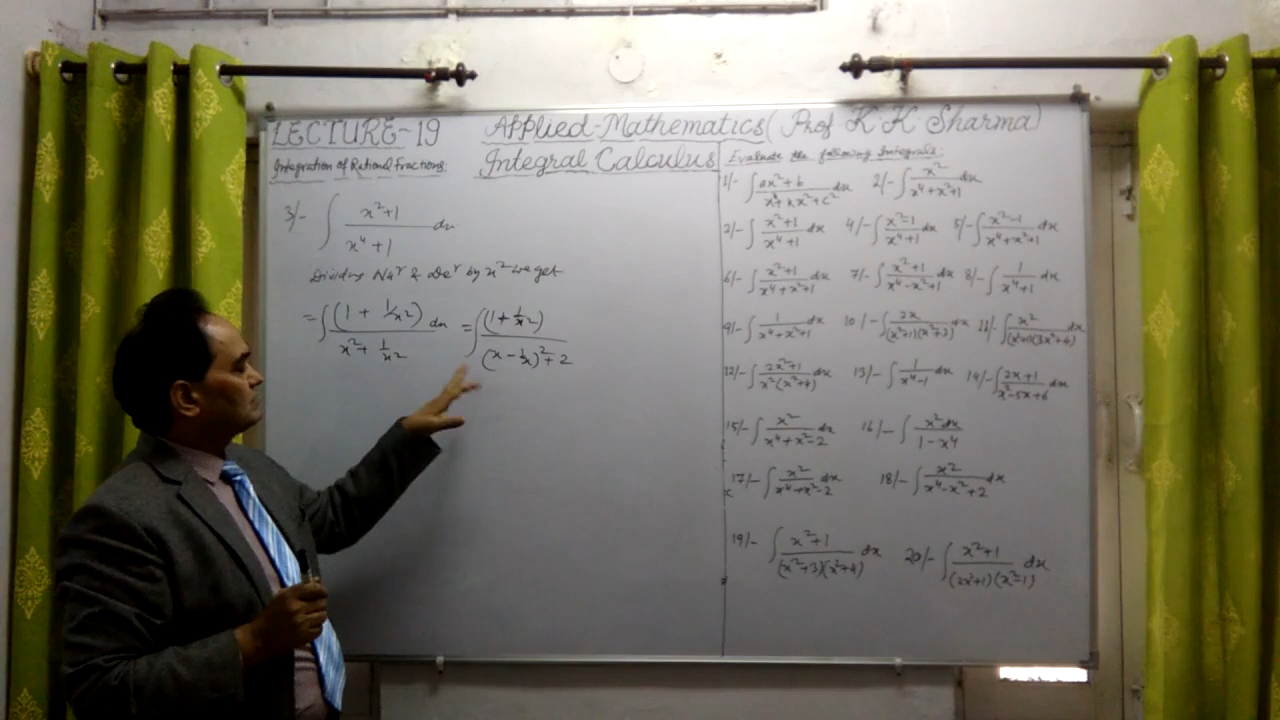 LECTURE-19
Applied-Mathematics (Prof K.K. Sharma)
Integration of Rational Fractions:
Integral Calculus
3/- ∫ (x²+1)/(x⁴+1) dx
Dividing Naʳ & Deʳ by x² we get
= ∫ (1 + 1/x²) dx / (x² + 1/x²) = ∫ (1 + 1/x²) / ((x - 1/x)² + 2)
Evaluate the following Integrals:
1/- ∫ (ax²+b)/(x⁴+kx²+c²) dx 2/- ∫ x²/(x⁴+x²+1) dx
3/- ∫ (x²+1)/(x⁴+1) dx 4/- ∫ (x²-1)/(x⁴+1) dx 5/- ∫ (x²-1)/(x⁴+x²+1) dx
6/- ∫ (x²+1)/(x⁴+x²+1) dx 7/- ∫ (x²+1)/(x⁴-x²+1) dx 8/- ∫ 1/(x⁴+1) dx
9/- ∫ 1/(x⁴+x²+1) dx 10/- ∫ 2x/((x²+1)(x²+3)) dx 11/- ∫ x²/((x²+1)(3x²+4)) dx
12/- ∫ (2x²+1)/(x²(x²+4)) dx 13/- ∫ 1/(x⁴-1) dx 14/- ∫ (2x+1)/(x²-5x+6) dx
15/- ∫ x²/(x⁴+x²-2) dx 16/- ∫ x²dx/(1-x⁴)
17/- ∫ x²/(x⁴+x²-2) dx 18/- ∫ x²/(x⁴-x²+2) dx
19/- ∫ (x²+1)/((x²+3)(x²+4)) dx 20/- ∫ (x²+1)/((2x²+1)(x²-1)) dx